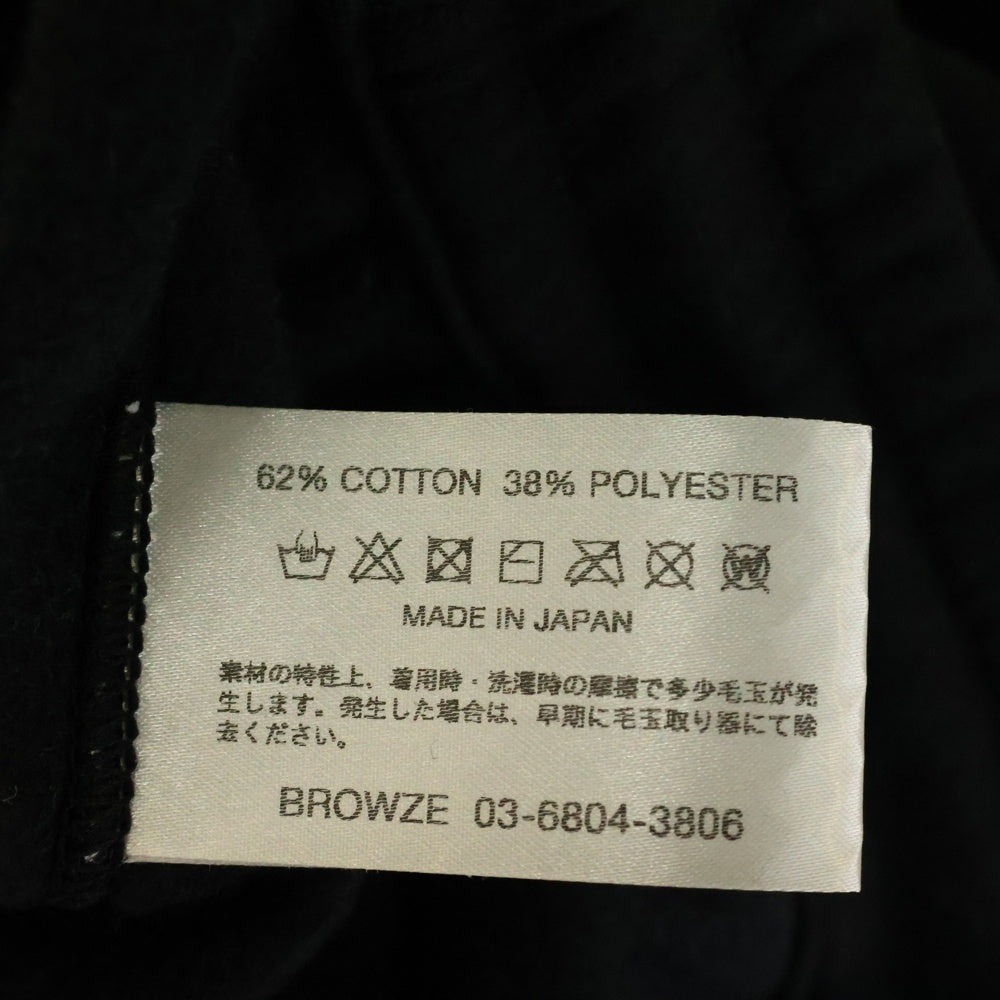 62% COTTON 38% POLYESTER
MADE IN JAPAN
素材の特性上、着用時・洗濯時の摩擦で多少毛玉が発
生します。発生した場合は、早期に毛玉取り器にて除
去ください。
BROWZE 03-6804-3806